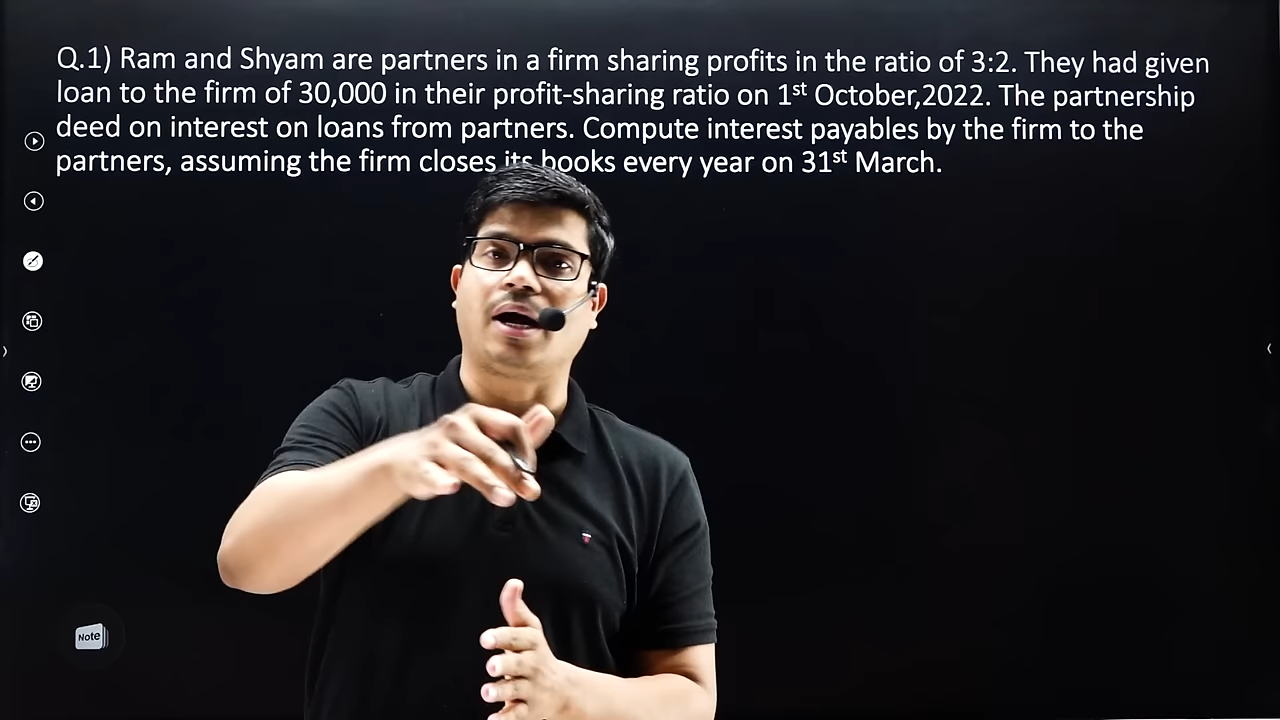 Q.1) Ram and Shyam are partners in a firm sharing profits in the ratio of 3:2. They had given
loan to the firm of 30,000 in their profit-sharing ratio on 1st October,2022. The partnership
deed on interest on loans from partners. Compute interest payables by the firm to the
partners, assuming the firm closes its books every year on 31st March.
Note